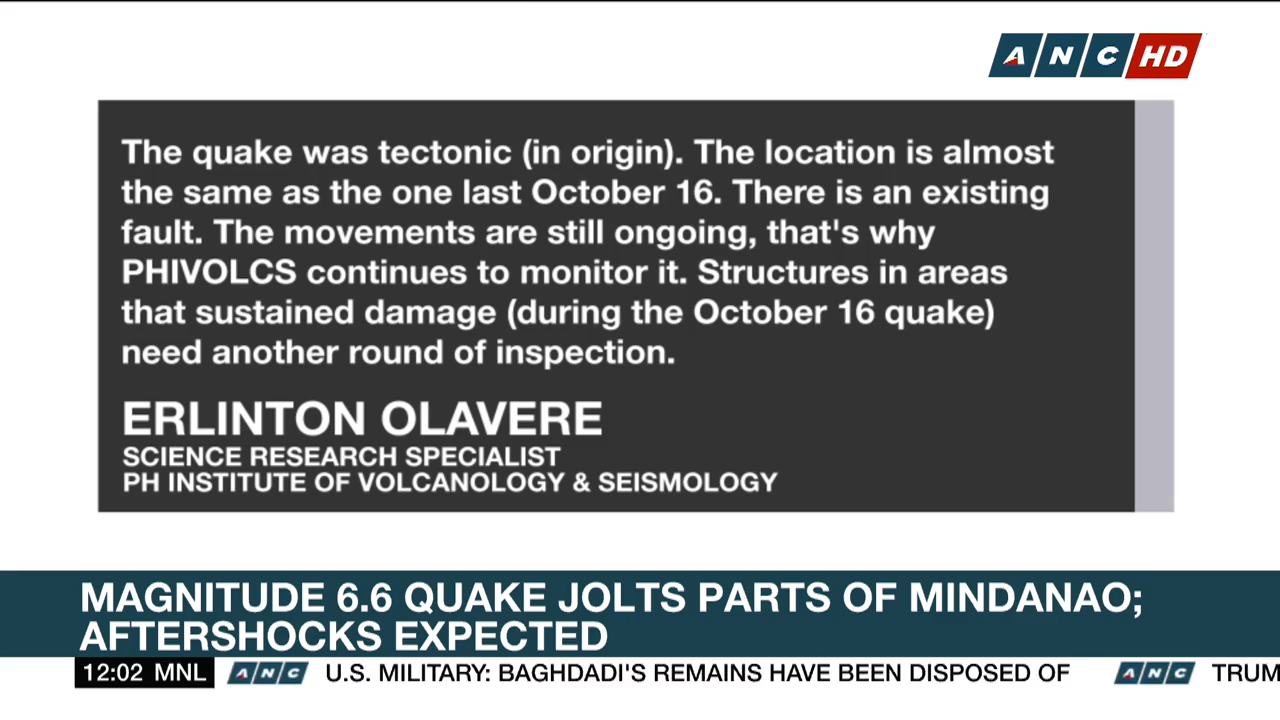 ANC HD
The quake was tectonic (in origin). The location is almost
the same as the one last October 16. There is an existing
fault. The movements are still ongoing, that's why
PHIVOLCS continues to monitor it. Structures in areas
that sustained damage (during the October 16 quake)
need another round of inspection.
ERLINTON OLAVERE
SCIENCE RESEARCH SPECIALIST
PH INSTITUTE OF VOLCANOLOGY & SEISMOLOGY
MAGNITUDE 6.6 QUAKE JOLTS PARTS OF MINDANAO;
AFTERSHOCKS EXPECTED
12:02 MNL ANC U.S. MILITARY: BAGHDADI'S REMAINS HAVE BEEN DISPOSED OF ANC TRUM